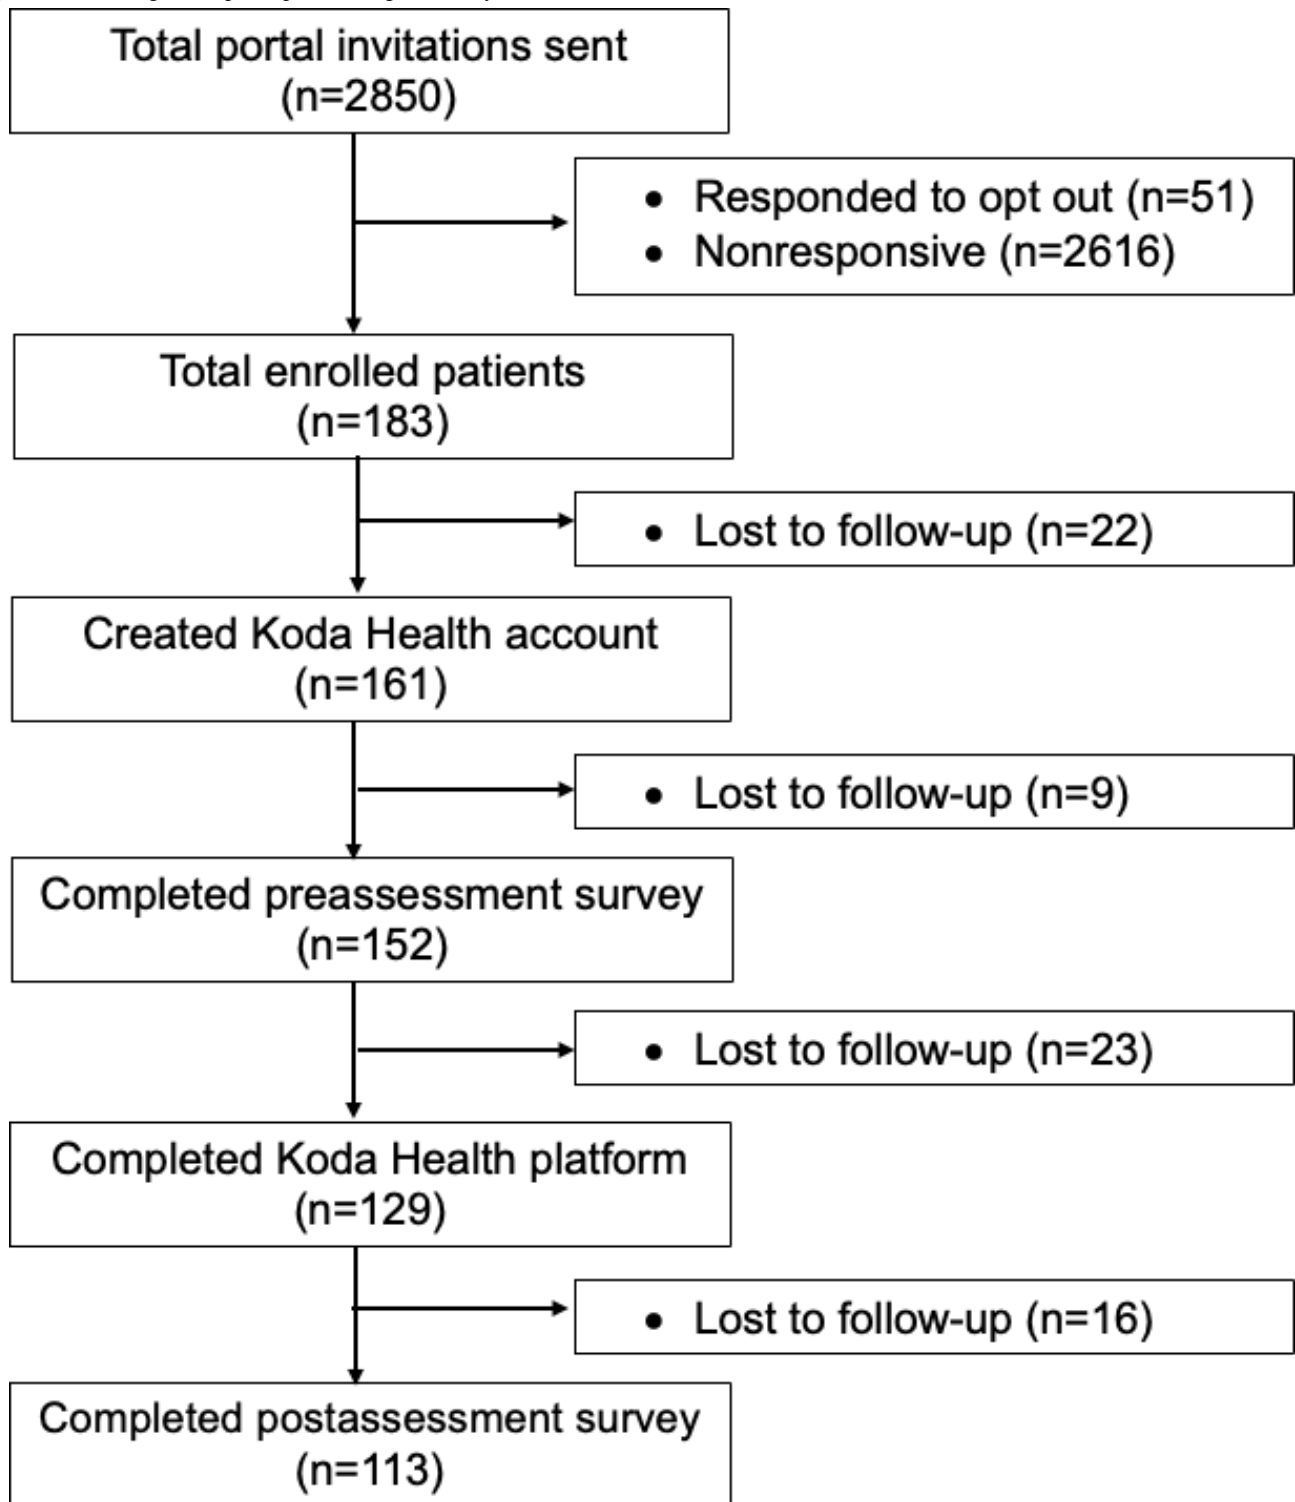 Total portal invitations sent
(n=2850)
• Responded to opt out (n=51)
• Nonresponsive (n=2616)
Total enrolled patients
(n=183)
• Lost to follow-up (n=22)
Created Koda Health account
(n=161)
• Lost to follow-up (n=9)
Completed preassessment survey
(n=152)
• Lost to follow-up (n=23)
Completed Koda Health platform
(n=129)
• Lost to follow-up (n=16)
Completed postassessment survey
(n=113)